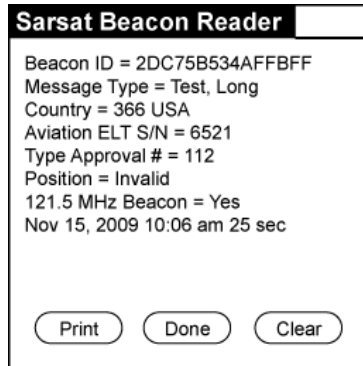 Sarsat Beacon Reader
Beacon ID = 2DC75B534AFFBFF
Message Type = Test, Long
Country = 366 USA
Aviation ELT S/N = 6521
Type Approval # = 112
Position = Invalid
121.5 MHz Beacon = Yes
Nov 15, 2009 10:06 am 25 sec
Print Done Clear